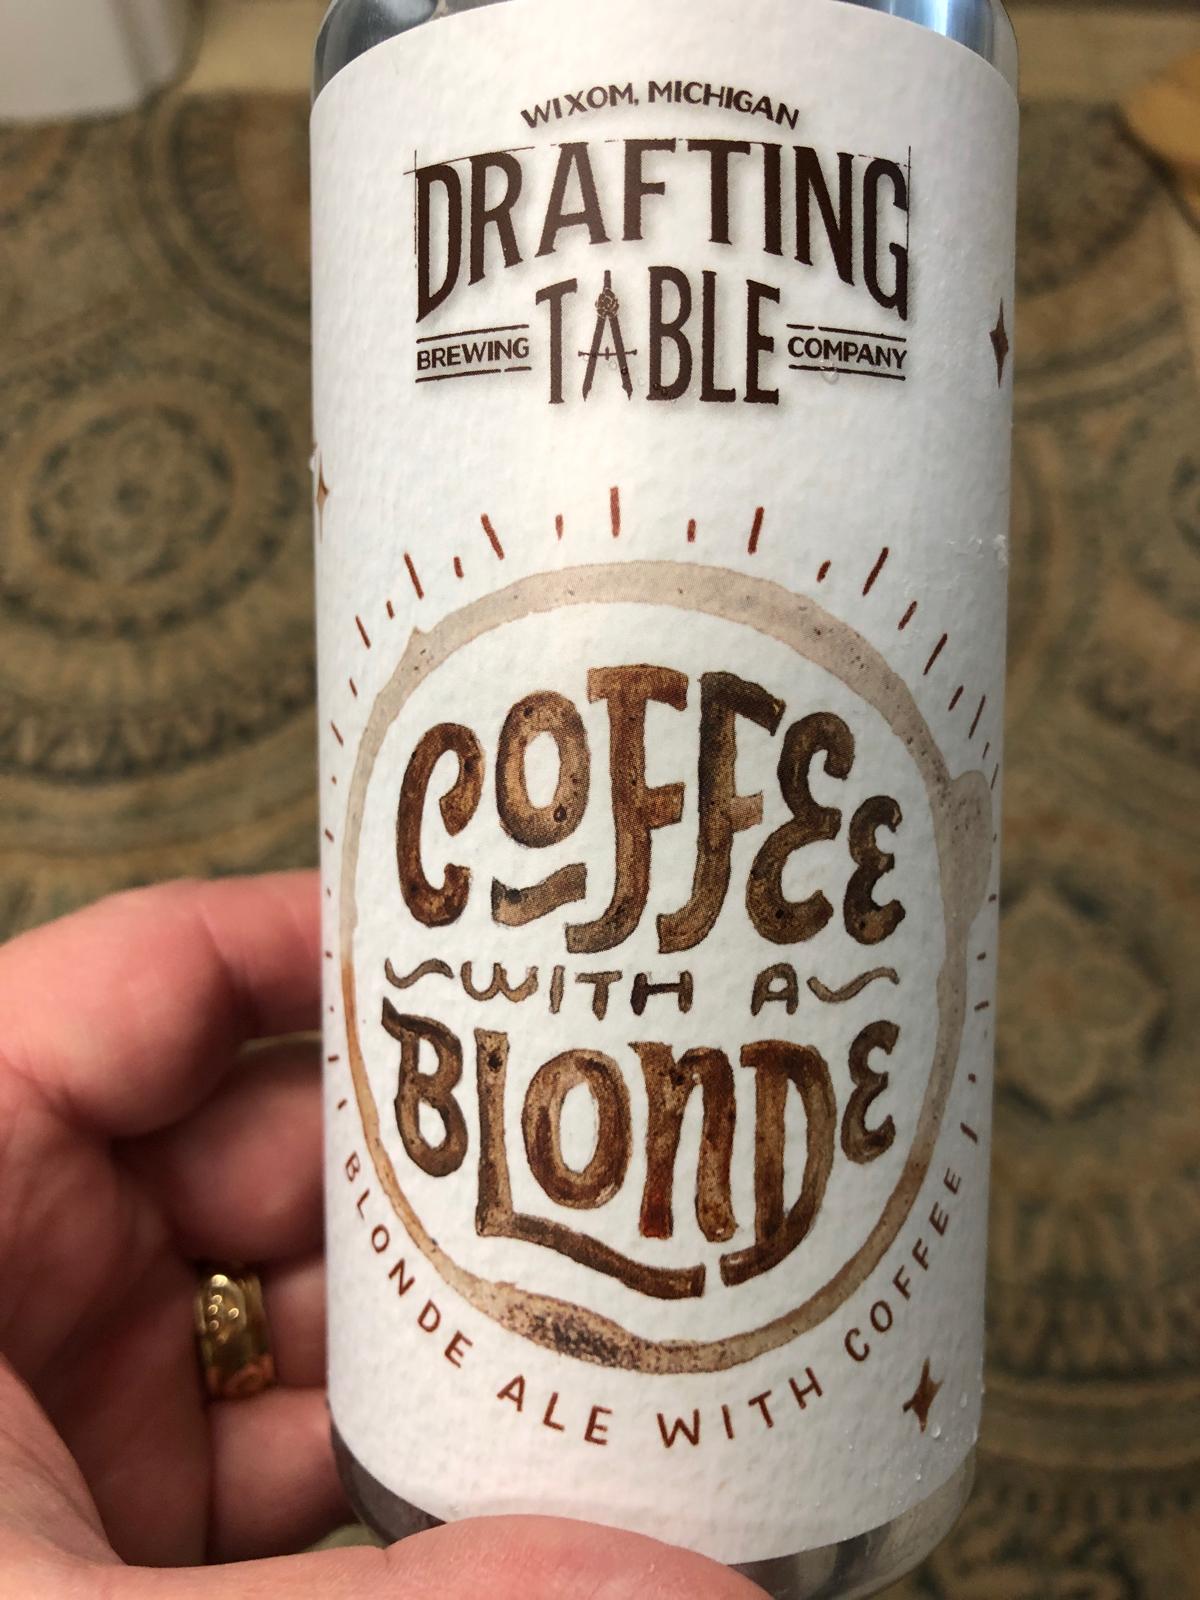 WIXOM, MICHIGAN
DRAFTING
BREWING TABLE COMPANY
COFFEE
WITH A
BLONDE
BLONDE ALE WITH COFFEE